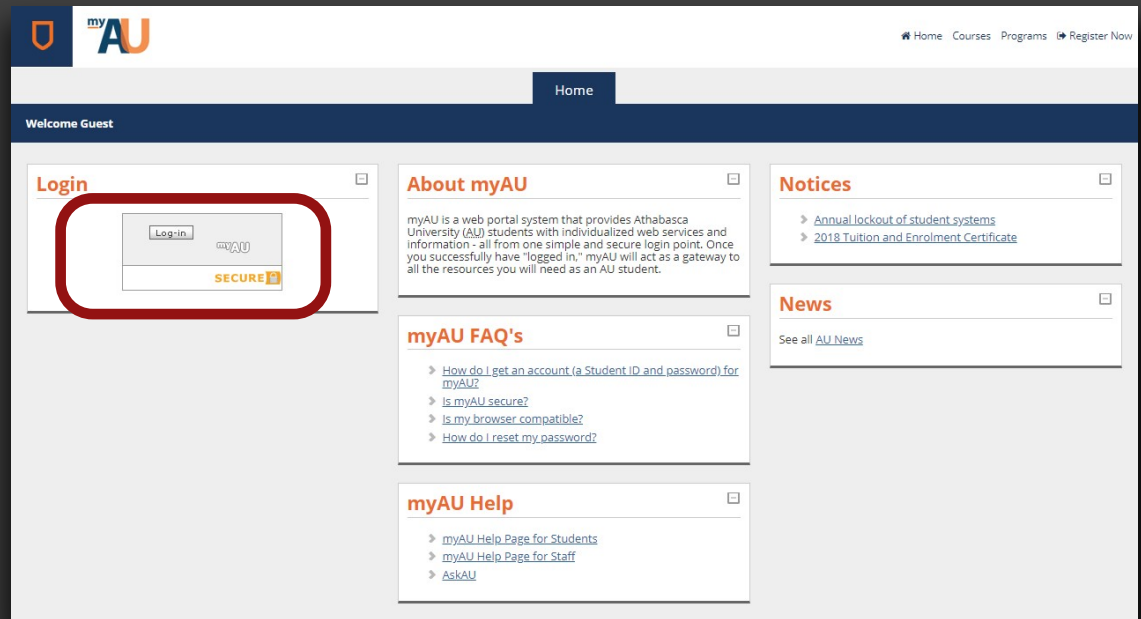 my AU
Home Courses Programs Register Now
Home
Welcome Guest
Login
Log-in
myAU
SECURE
About myAU
myAU is a web portal system that provides Athabasca
University (AU) students with individualized web services and
information - all from one simple and secure login point. Once
you successfully have "logged in," myAU will act as a gateway to
all the resources you will need as an AU student.
myAU FAQ's
How do I get an account (a Student ID and password) for
myAU?
Is myAU secure?
Is my browser compatible?
How do I reset my password?
myAU Help
myAU Help Page for Students
myAU Help Page for Staff
AskAU
Notices
Annual lockout of student systems
2018 Tuition and Enrolment Certificate
News
See all AU News